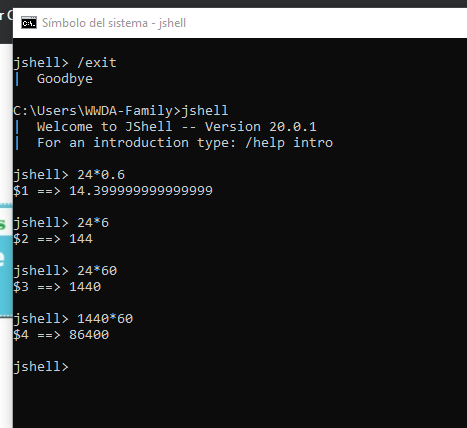 Símbolo del sistema - jshell
jshell> /exit
|  Goodbye
C:\Users\WWDA-Family>jshell
|  Welcome to JShell -- Version 20.0.1
|  For an introduction type: /help intro
jshell> 24*0.6
$1 ==> 14.399999999999999
jshell> 24*6
$2 ==> 144
jshell> 24*60
$3 ==> 1440
jshell> 1440*60
$4 ==> 86400
jshell>